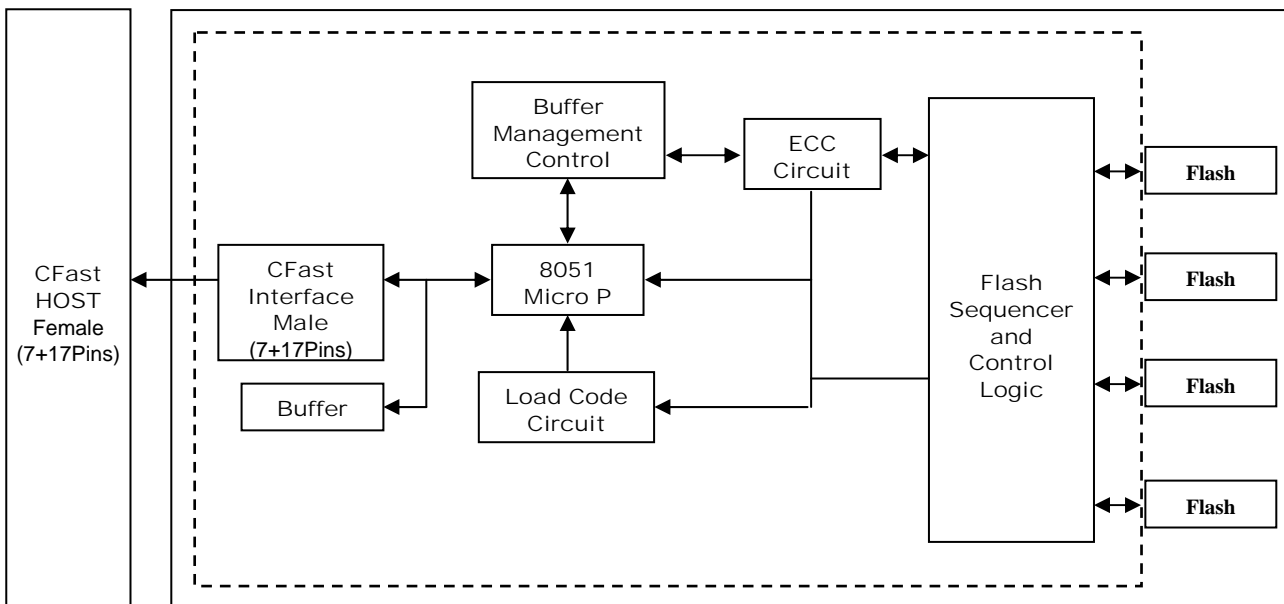 CFast
HOST
Female
(7+17Pins)
CFast
Interface
Male
(7+17Pins)
Buffer
Buffer
Management
Control
8051
Micro P
Load Code
Circuit
ECC
Circuit
Flash
Sequencer
and
Control
Logic
Flash
Flash
Flash
Flash